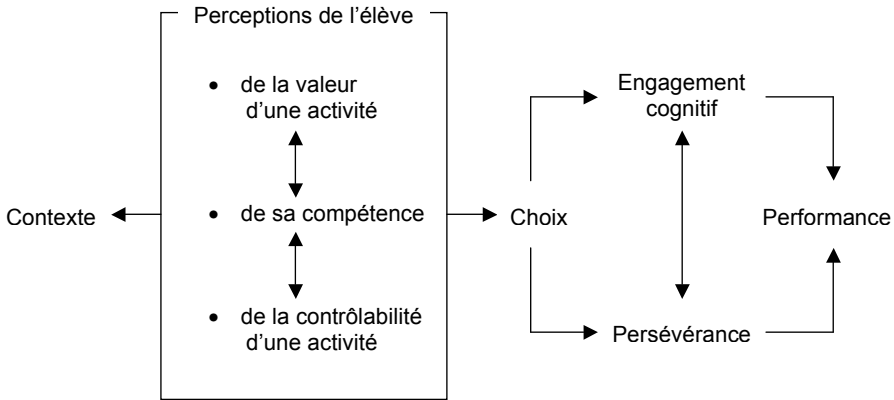 Perceptions de l'élève
• de la valeur
d'une activité
• de sa compétence
• de la contrôlabilité
d'une activité
Contexte
Choix
Engagement
cognitif
Persévérance
Performance